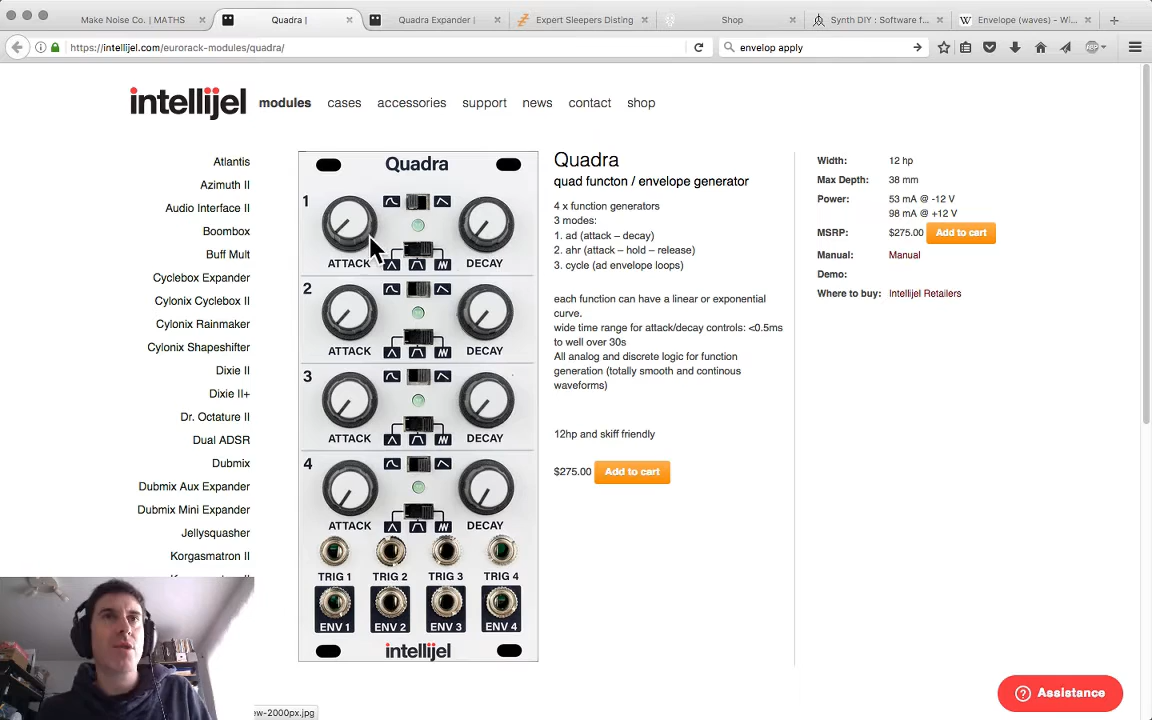 Make Noise Co. | MATHS
Quadra |
Quadra Expander |
Expert Sleepers Disting
Shop
Synth DIY : Software f...
Envelope (waves) - Wi...
https://intellijel.com/eurorack-modules/quadra/
envelop apply
ABP
intellijel
modules
cases
accessories
support
news
contact
shop
Atlantis
Azimuth II
Audio Interface II
Boombox
Buff Mult
Cyclebox Expander
Cylonix Cyclebox II
Cylonix Rainmaker
Cylonix Shapeshifter
Dixie II
Dixie II+
Dr. Octature II
Dual ADSR
Dubmix
Dubmix Aux Expander
Dubmix Mini Expander
Jellysquasher
Korgasmatron II
Quadra
1
ATTACK
DECAY
2
ATTACK
DECAY
3
ATTACK
DECAY
4
ATTACK
DECAY
TRIG 1
TRIG 2
TRIG 3
TRIG 4
ENV 1
ENV 2
ENV 3
ENV 4
intellijel
Quadra
quad functon / envelope generator
4 x function generators
3 modes:
1. ad (attack – decay)
2. ahr (attack – hold – release)
3. cycle (ad envelope loops)
each function can have a linear or exponential
curve.
wide time range for attack/decay controls: <0.5ms
to well over 30s
All analog and discrete logic for function
generation (totally smooth and continous
waveforms)
12hp and skiff friendly
$275.00 Add to cart
Width: 12 hp
Max Depth: 38 mm
Power: 53 mA @ -12 V
98 mA @ +12 V
MSRP: $275.00 Add to cart
Manual: Manual
Demo:
Where to buy: Intellijel Retailers
Assistance
ew-2000px.jpg